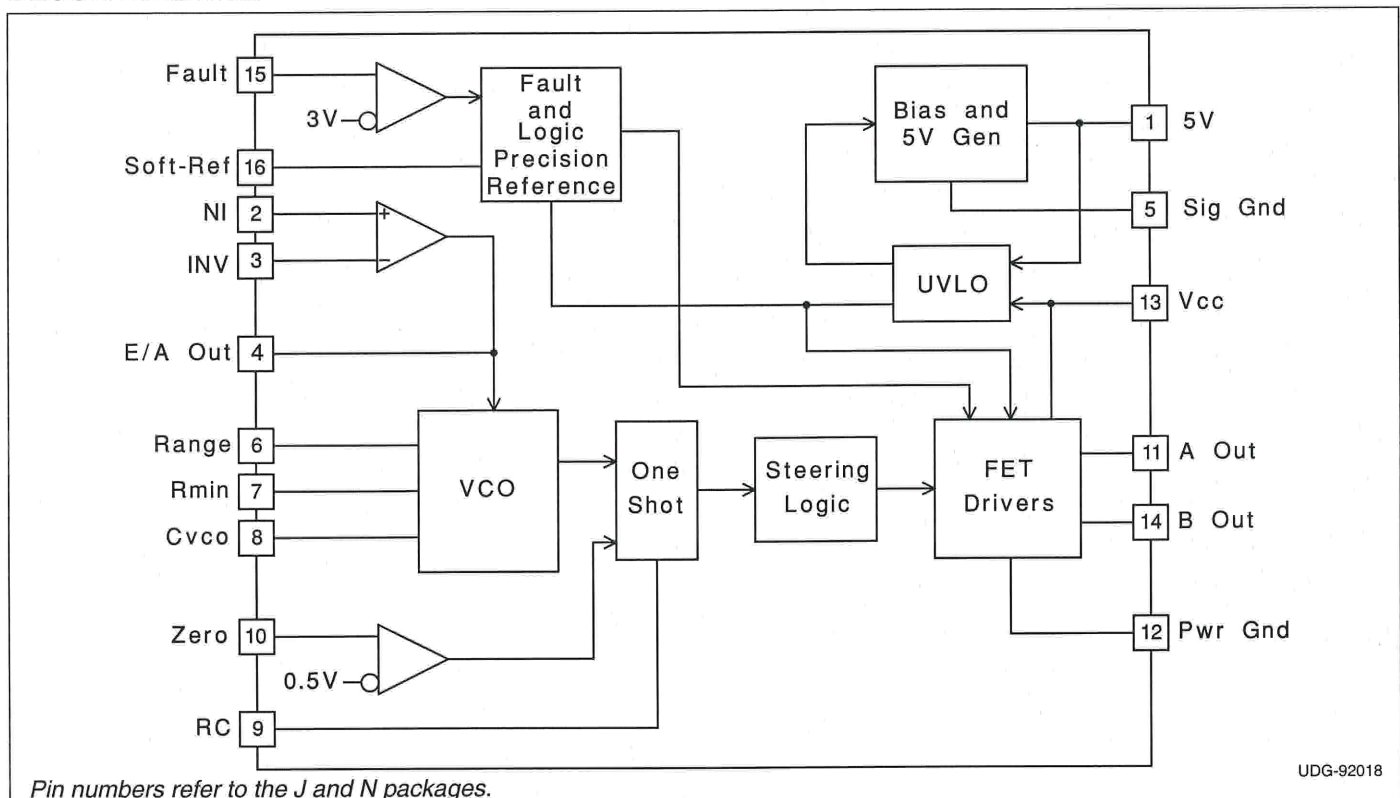 Fault 15
3V
Soft-Ref 16
NI 2
+
INV 3
−
E/A Out 4
Range 6
Rmin 7
Cvco 8
Zero 10
0.5V
RC 9
Fault
and
Logic
Precision
Reference
Bias and
5V Gen
UVLO
VCO
One
Shot
Steering
Logic
FET
Drivers
1 5V
5 Sig Gnd
13 Vcc
11 A Out
14 B Out
12 Pwr Gnd
UDG-92018
Pin numbers refer to the J and N packages.